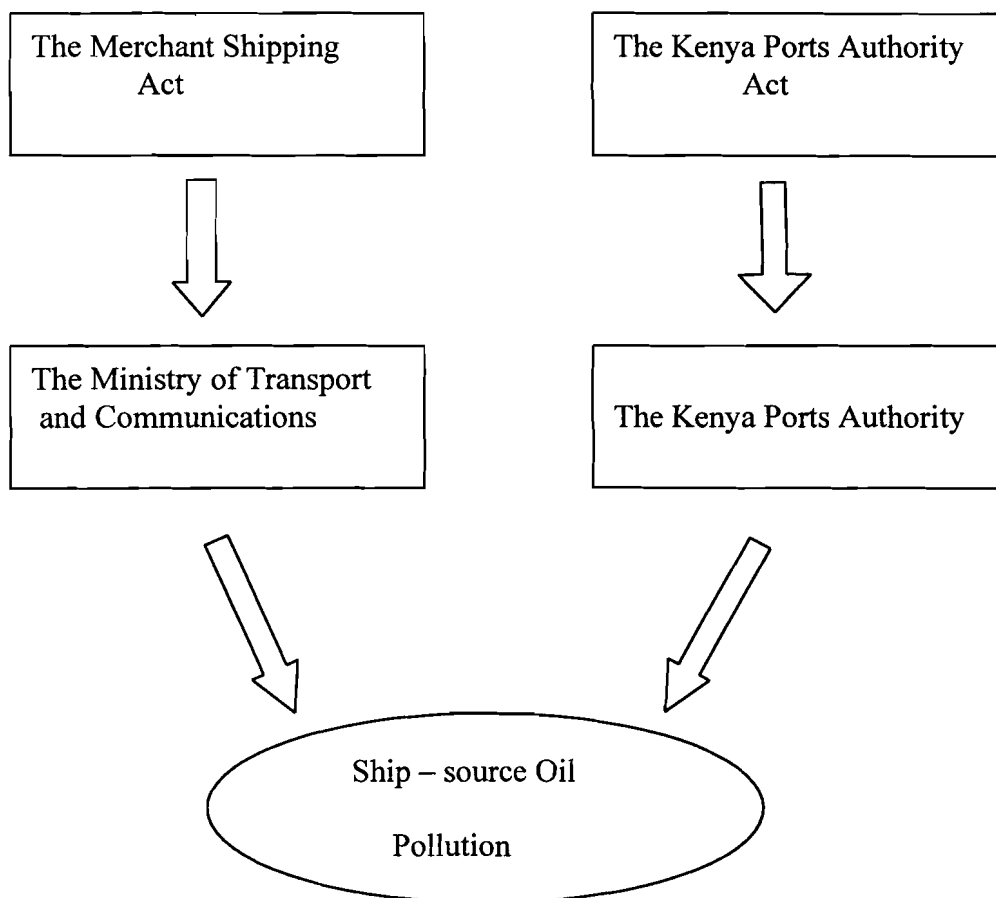 The Merchant Shipping
Act
The Kenya Ports Authority
Act
The Ministry of Transport
and Communications
The Kenya Ports Authority
Ship – source Oil
Pollution